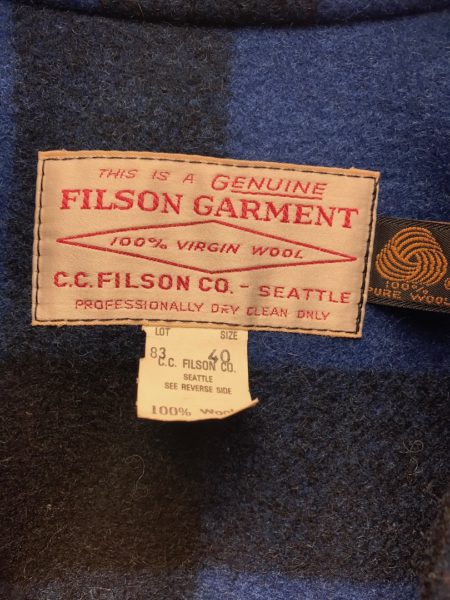 THIS IS A GENUINE
FILSON GARMENT
100% VIRGIN WOOL
C.C. FILSON CO. - SEATTLE
PROFESSIONALLY DRY CLEAN ONLY
100%
PURE WOOL
LOT SIZE
83 40
C.C. FILSON CO.
SEATTLE
SEE REVERSE SIDE
100% Wool